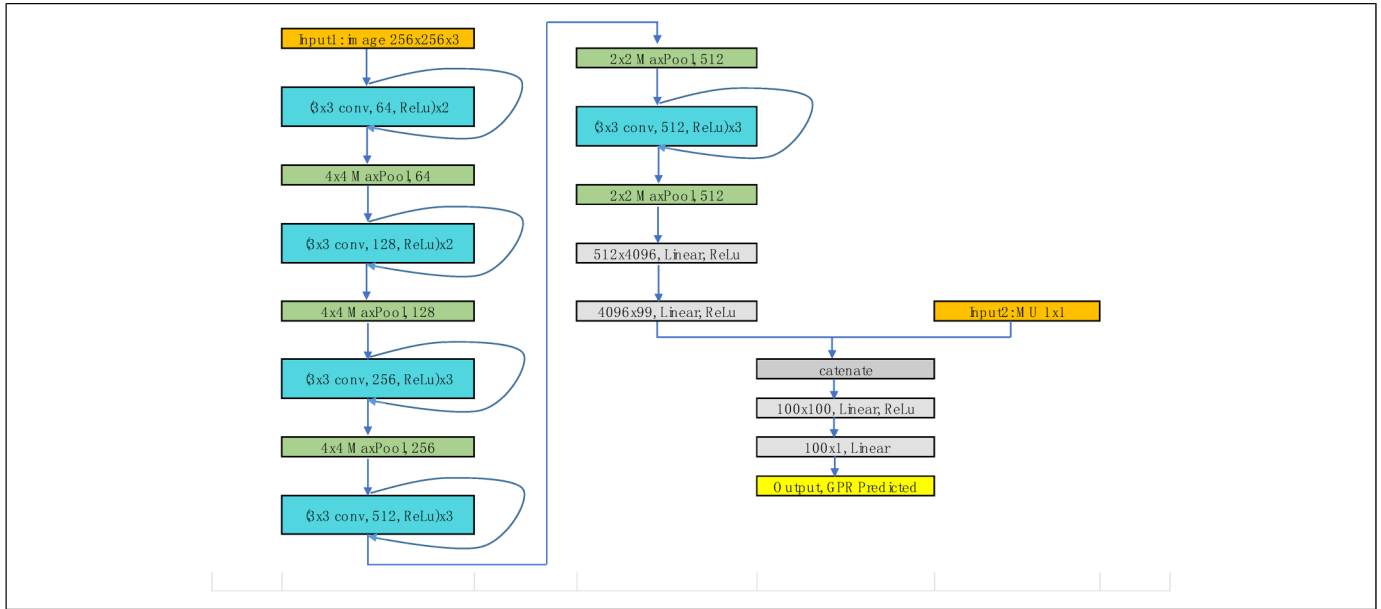 Input1:image 256x256x3
(3x3 conv, 64, ReLu)x2
4x4 MaxPool, 64
(3x3 conv, 128, ReLu)x2
4x4 MaxPool, 128
(3x3 conv, 256, ReLu)x3
4x4 MaxPool, 256
(3x3 conv, 512, ReLu)x3
2x2 MaxPool, 512
(3x3 conv, 512, ReLu)x3
2x2 MaxPool, 512
512x4096, Linear, ReLu
4096x99, Linear, ReLu
Input2:MU 1x1
catenate
100x100, Linear, ReLu
100x1, Linear
Output, GPR Predicted